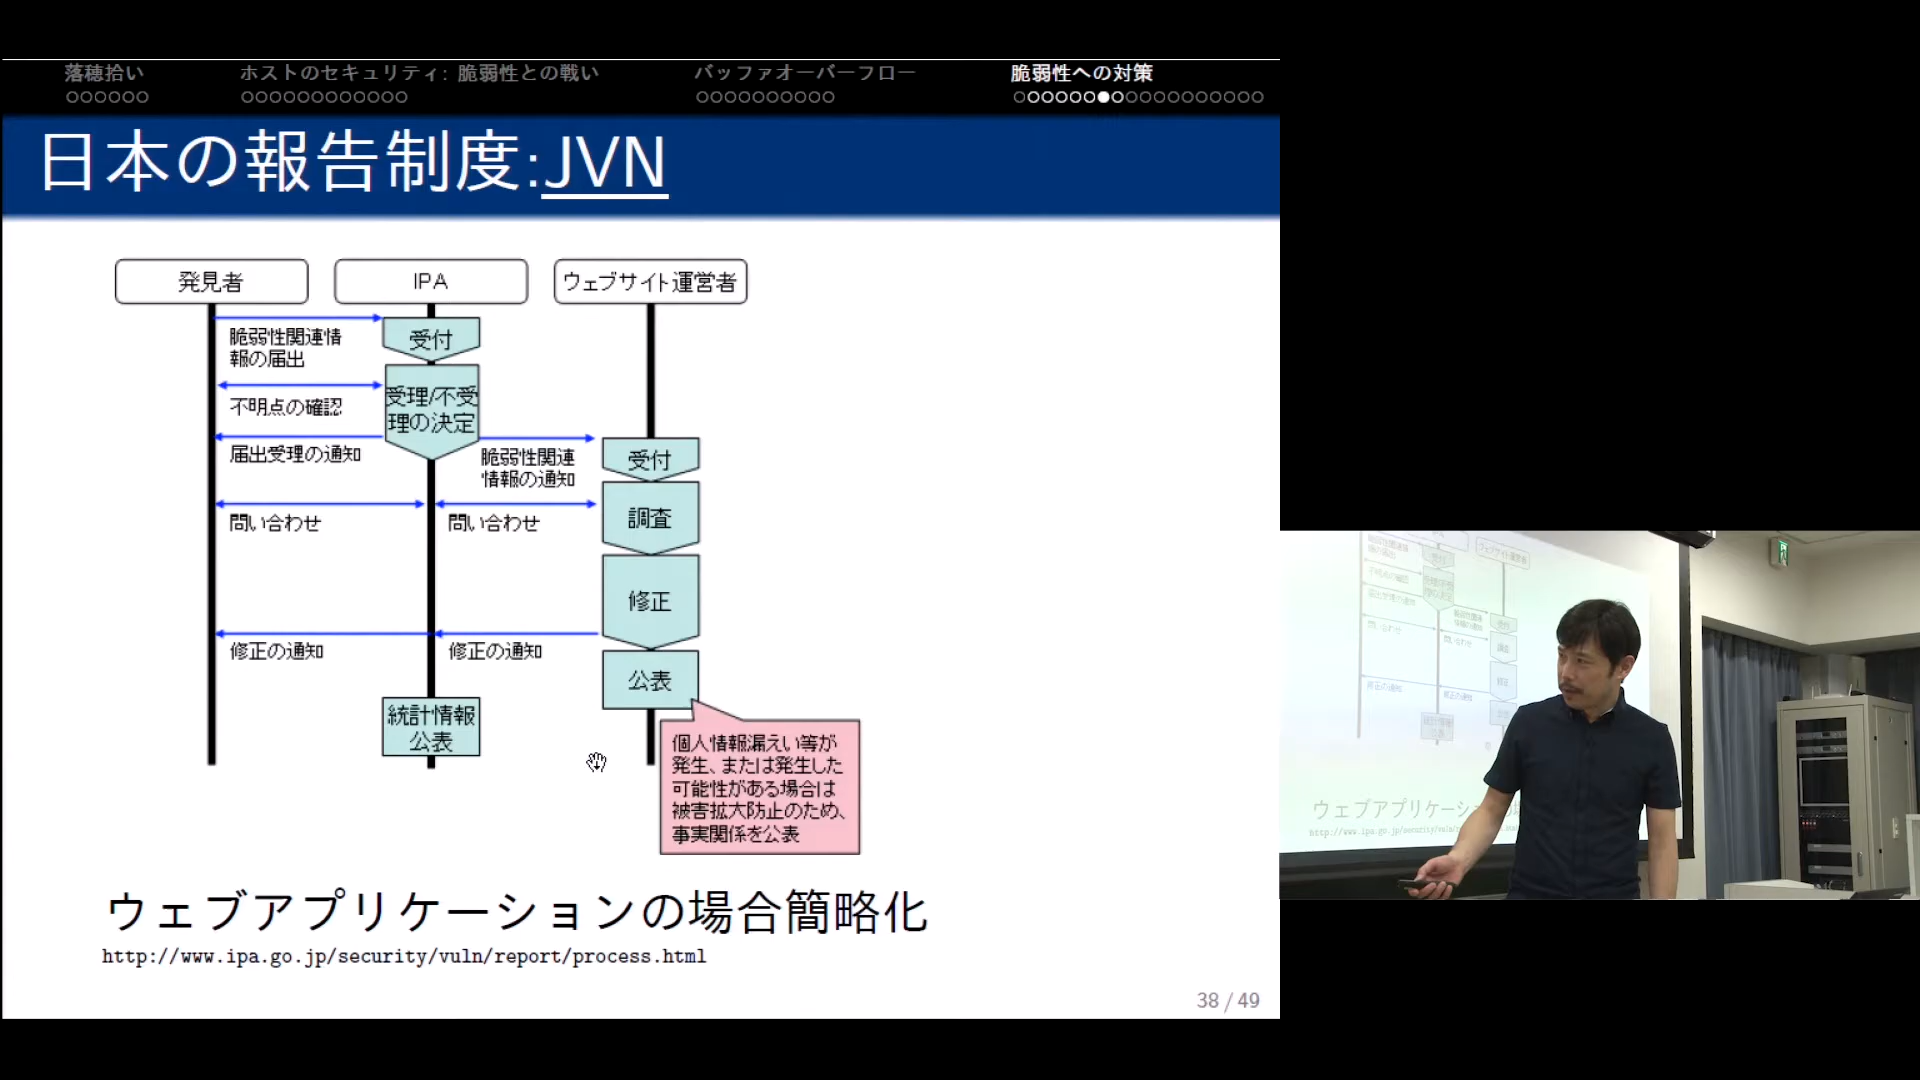 落穂拾い
ホストのセキュリティ: 脆弱性との戦い
バッファオーバーフロー
脆弱性への対策
日本の報告制度:JVN
発見者
IPA
ウェブサイト運営者
脆弱性関連情
報の届出
受付
不明点の確認
受理/不受
理の決定
届出受理の通知
脆弱性関連
情報の通知
受付
問い合わせ
問い合わせ
調査
修正
修正の通知
修正の通知
公表
統計情報
公表
個人情報漏えい等が
発生、または発生した
可能性がある場合は
被害拡大防止のため、
事実関係を公表
ウェブアプリケーションの場合簡略化
http://www.ipa.go.jp/security/vuln/report/process.html
38 / 49